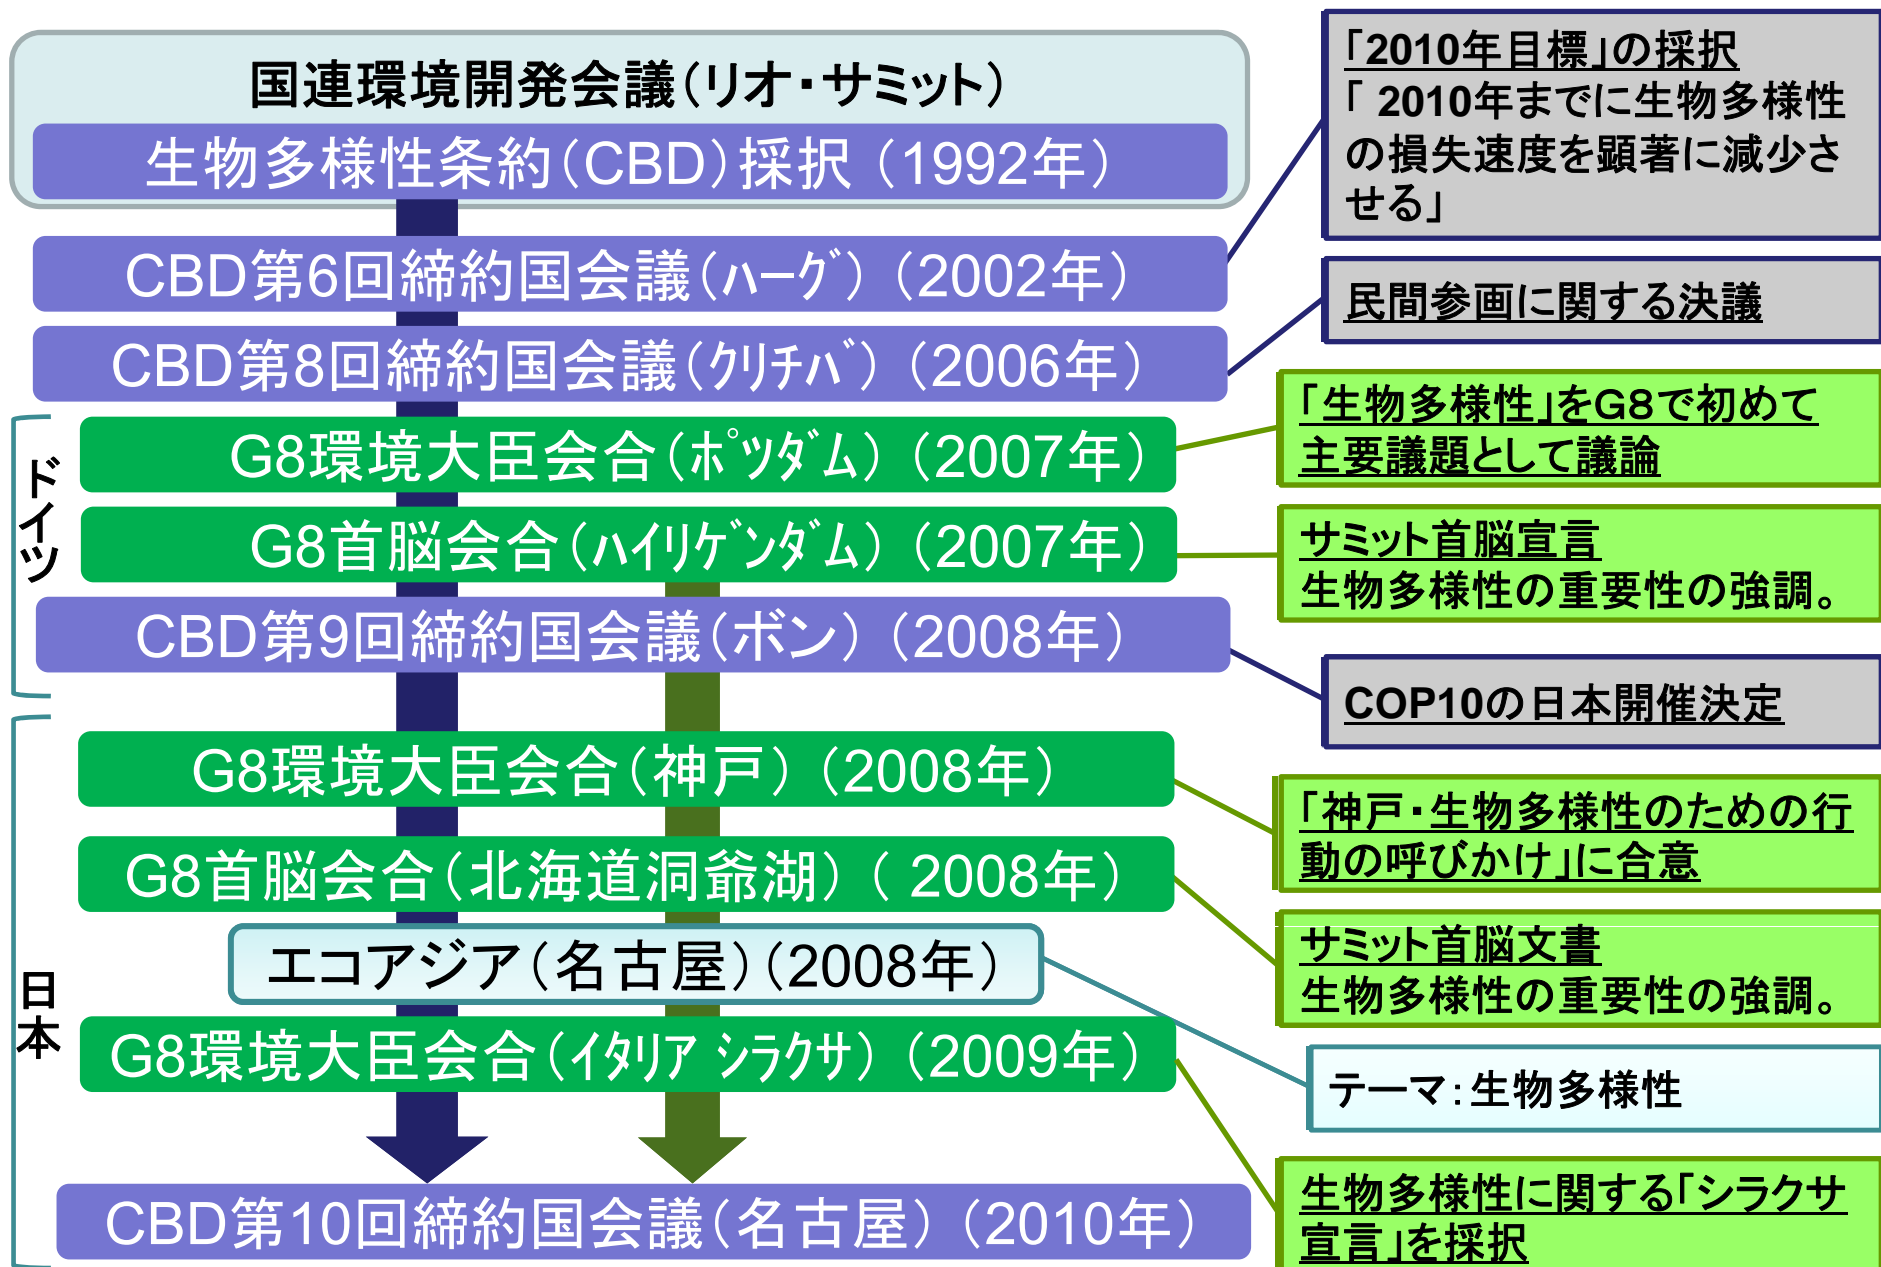 国連環境開発会議（リオ・サミット）
生物多様性条約（CBD）採択（1992年）
CBD第6回締約国会議（ﾊｰｸﾞ）（2002年）
CBD第8回締約国会議（ｸﾘﾁﾊﾞ）（2006年）
G8環境大臣会合（ﾎﾟﾂﾀﾞﾑ）（2007年）
G8首脳会合（ﾊｲﾘｹﾞﾝﾀﾞﾑ）（2007年）
CBD第9回締約国会議（ボン）（2008年）
G8環境大臣会合（神戸）（2008年）
G8首脳会合（北海道洞爺湖）（ 2008年）
エコアジア（名古屋）（2008年）
G8環境大臣会合（ｲﾀﾘｱ ｼﾗｸｻ）（2009年）
CBD第10回締約国会議（名古屋）（2010年）
ドイツ
日本
「2010年目標」の採択
「 2010年までに生物多様性
の損失速度を顕著に減少さ
せる」
民間参画に関する決議
「生物多様性」をG8で初めて
主要議題として議論
サミット首脳宣言
生物多様性の重要性の強調。
COP10の日本開催決定
「神戸・生物多様性のための行
動の呼びかけ」に合意
サミット首脳文書
生物多様性の重要性の強調。
テーマ：生物多様性
生物多様性に関する「シラクサ
宣言」を採択